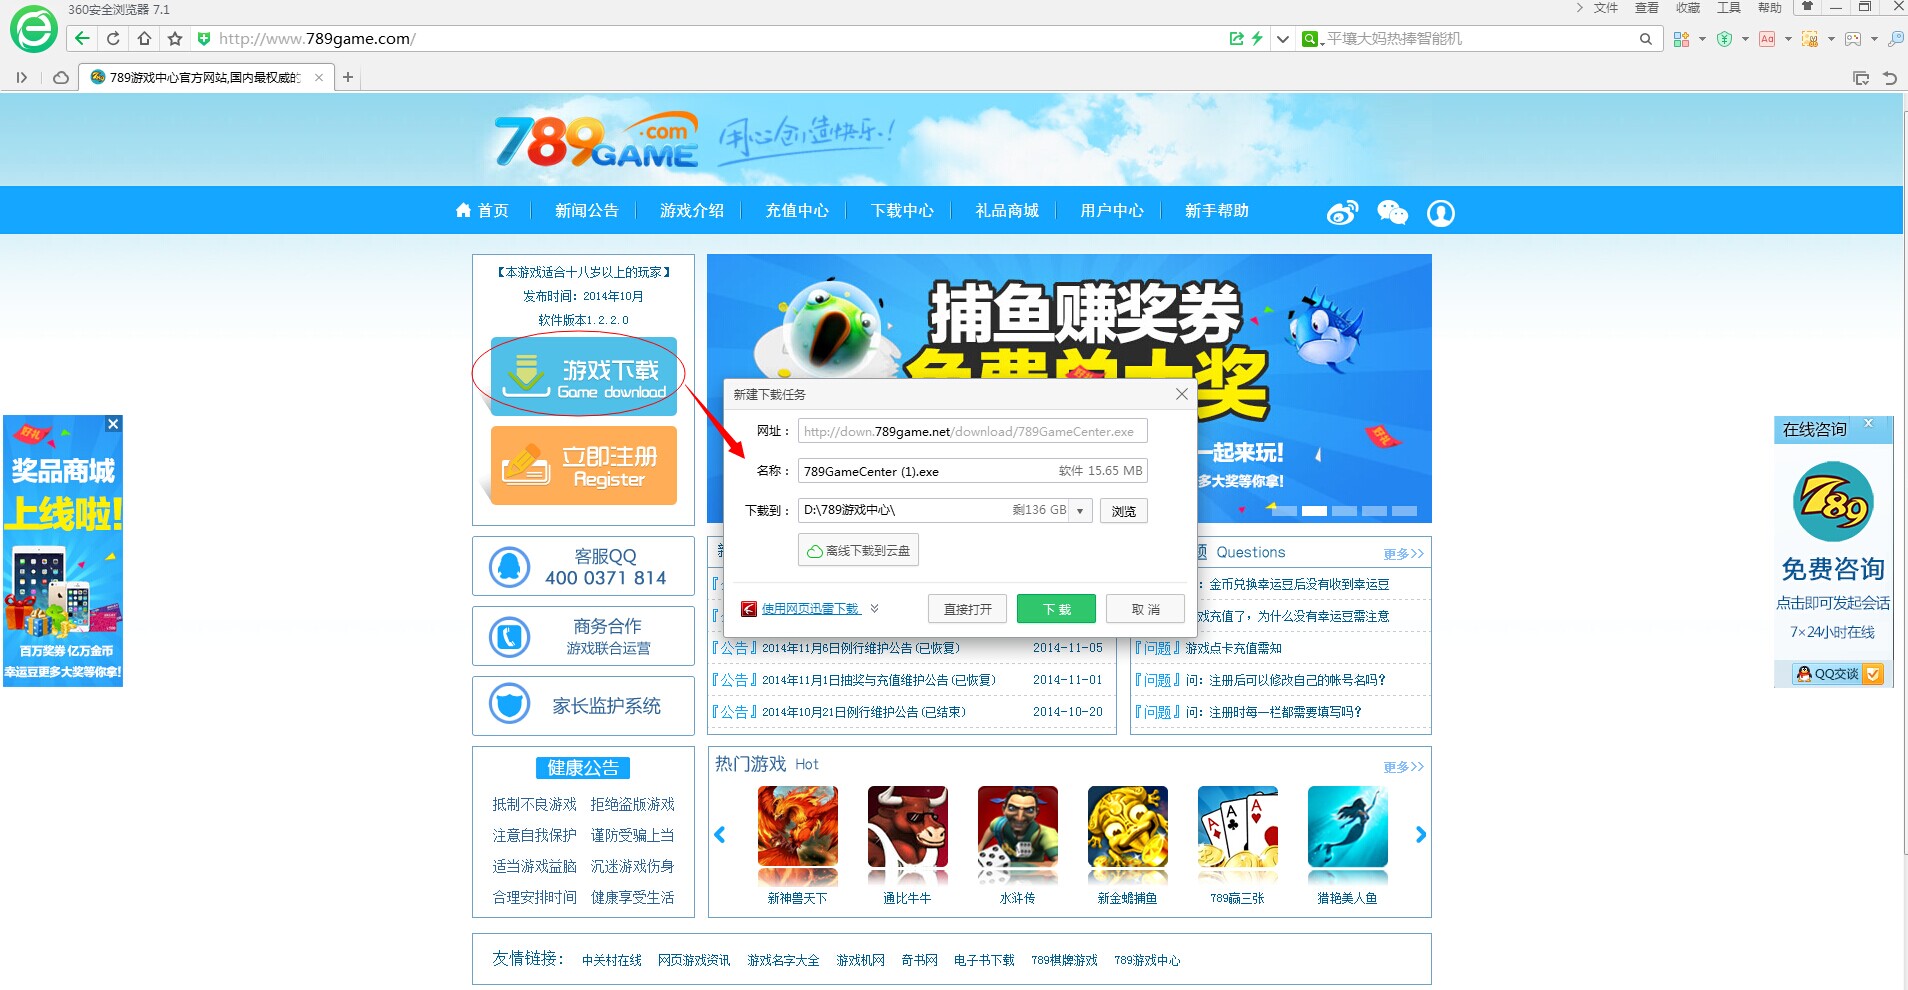 360安全浏览器 7.1
文件 查看 收藏 工具 帮助
http://www.789game.com/
平壤大妈热捧智能机
789游戏中心官方网站,国内最权威的
789GAME .com 用心创造快乐!
首页 新闻公告 游戏介绍 充值中心 下载中心 礼品商城 用户中心 新手帮助
【本游戏适合十八岁以上的玩家】
发布时间：2014年10月
软件版本1.2.2.0
游戏下载
Game download
立即注册
Register
捕鱼赚奖券
免费单大奖
一起来玩!
多大奖等你拿!
新建下载任务
网址： http://down.789game.net/download/789GameCenter.exe
名称： 789GameCenter (1).exe 软件 15.65 MB
下载到： D:\789游戏中心\ 剩136 GB 浏览
离线下载到云盘
使用网页迅雷下载 直接打开 下载 取消
好礼
奖品商城
上线啦!
百万奖券 亿万金币
幸运豆更多大奖等你拿!
在线咨询
789
免费咨询
点击即可发起会话
7×24小时在线
QQ交谈
客服QQ
400 0371 814
商务合作
游戏联合运营
家长监护系统
『公告』2014年11月6日例行维护公告(已恢复) 2014-11-05
『公告』2014年11月1日抽奖与充值维护公告(已恢复) 2014-11-01
『公告』2014年10月21日例行维护公告(已结束) 2014-10-20
题 Questions 更多>>
：金币兑换幸运豆后没有收到幸运豆
戏充值了，为什么没有幸运豆需注意
『问题』游戏点卡充值需知
『问题』问：注册后可以修改自己的帐号名吗?
『问题』问：注册时每一栏都需要填写吗?
健康公告
抵制不良游戏 拒绝盗版游戏
注意自我保护 谨防受骗上当
适当游戏益脑 沉迷游戏伤身
合理安排时间 健康享受生活
热门游戏 Hot 更多>>
新神兽天下 通比牛牛 水浒传 新金蟾捕鱼 789赢三张 猎艳美人鱼
友情链接： 中关村在线 网页游戏资讯 游戏名字大全 游戏机网 奇书网 电子书下载 789棋牌游戏 789游戏中心